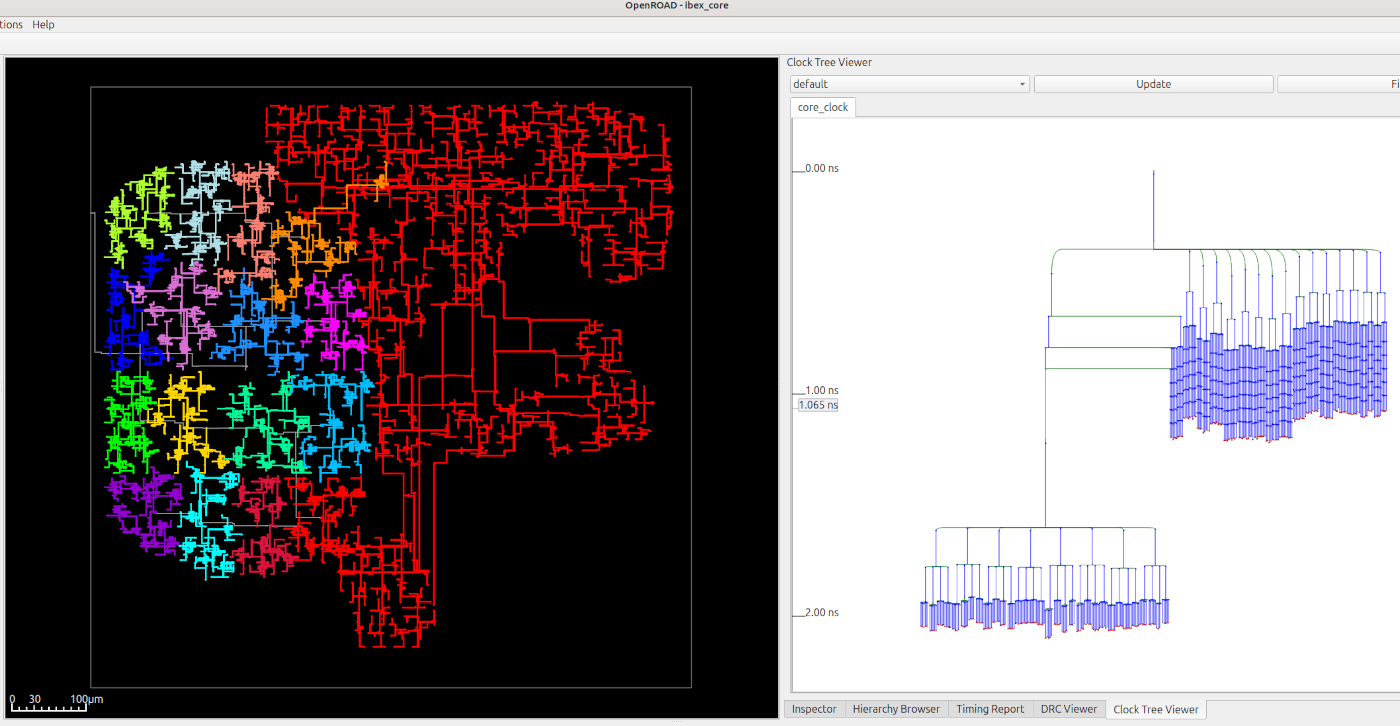 OpenROAD - ibex_core
tions Help
Clock Tree Viewer
default Update Fi
core_clock
0.00 ns
1.00 ns
1.065 ns
2.00 ns
0 30 100μm
Inspector Hierarchy Browser Timing Report DRC Viewer Clock Tree Viewer